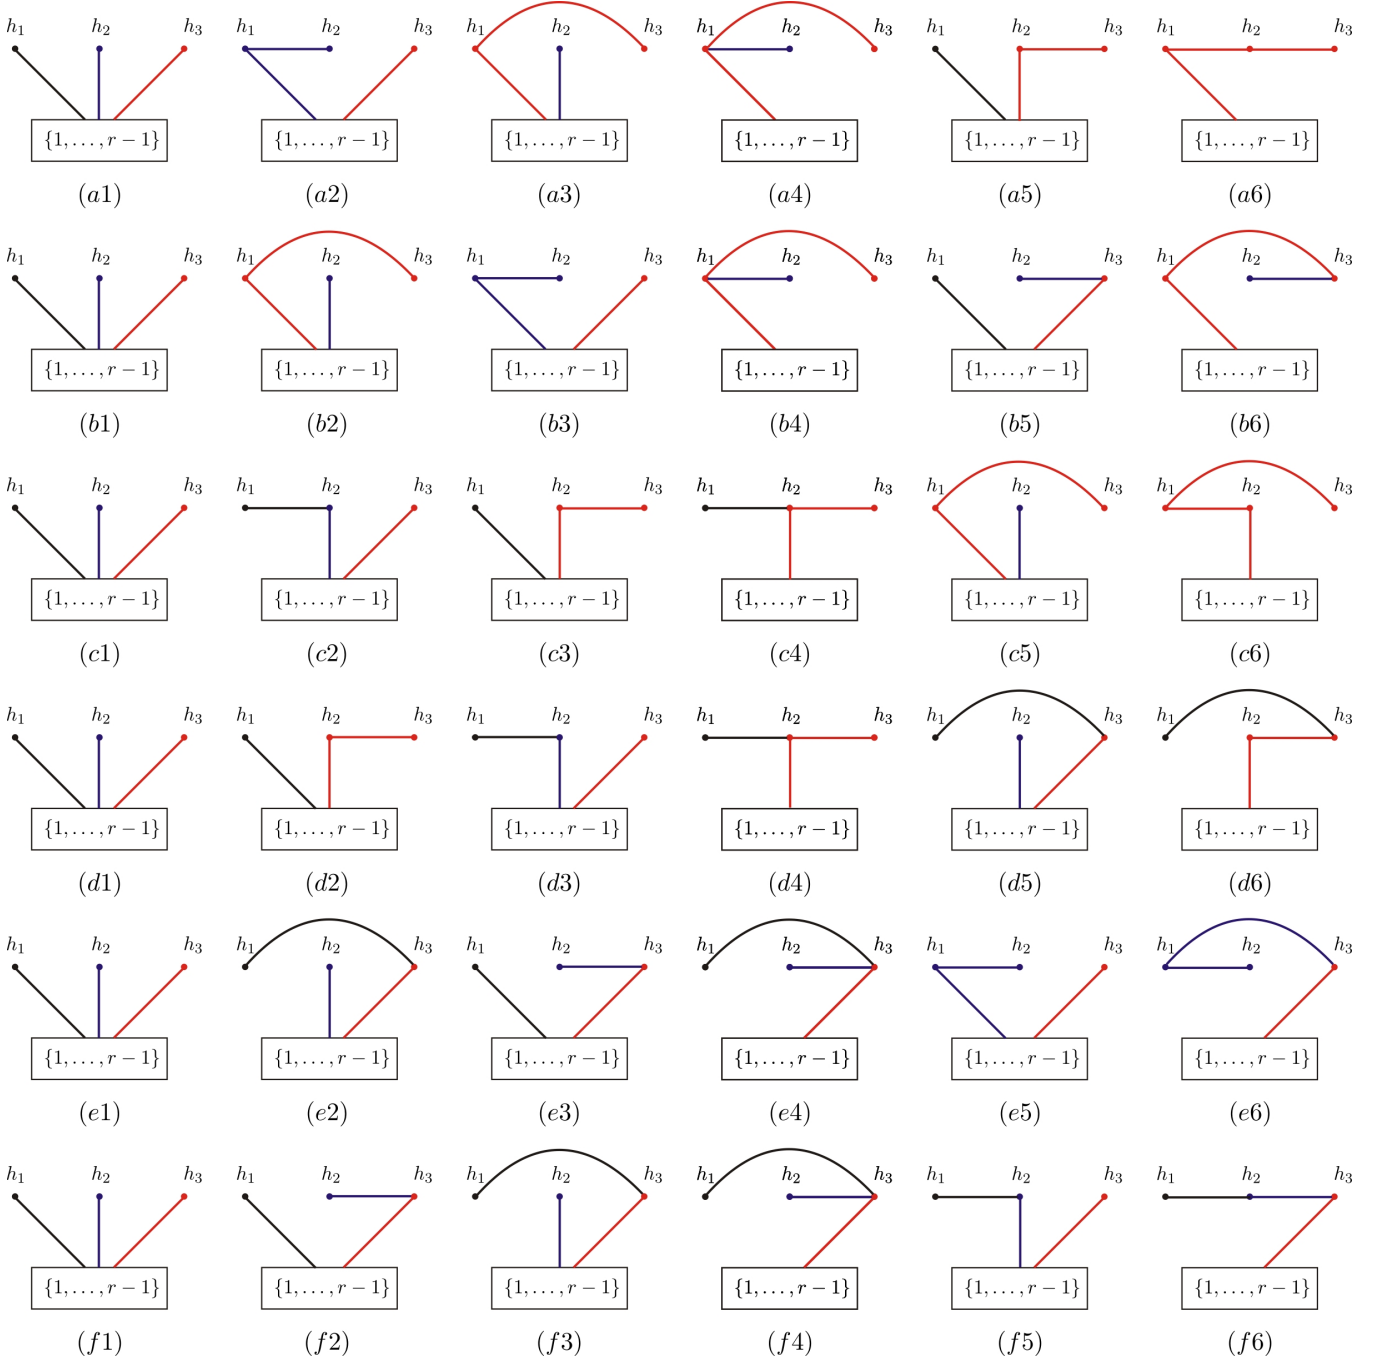 h₁ h₂ h₃ h₁ h₂ h₃ h₁ h₂ h₃ h₁ h₂ h₃ h₁ h₂ h₃ h₁ h₂ h₃
{1, . . . , r − 1} {1, . . . , r − 1} {1, . . . , r − 1} {1, . . . , r − 1} {1, . . . , r − 1} {1, . . . , r − 1}
(a1) (a2) (a3) (a4) (a5) (a6)
h₁ h₂ h₃ h₁ h₂ h₃ h₁ h₂ h₃ h₁ h₂ h₃ h₁ h₂ h₃ h₁ h₂ h₃
{1, . . . , r − 1} {1, . . . , r − 1} {1, . . . , r − 1} {1, . . . , r − 1} {1, . . . , r − 1} {1, . . . , r − 1}
(b1) (b2) (b3) (b4) (b5) (b6)
h₁ h₂ h₃ h₁ h₂ h₃ h₁ h₂ h₃ h₁ h₂ h₃ h₁ h₂ h₃ h₁ h₂ h₃
{1, . . . , r − 1} {1, . . . , r − 1} {1, . . . , r − 1} {1, . . . , r − 1} {1, . . . , r − 1} {1, . . . , r − 1}
(c1) (c2) (c3) (c4) (c5) (c6)
h₁ h₂ h₃ h₁ h₂ h₃ h₁ h₂ h₃ h₁ h₂ h₃ h₁ h₂ h₃ h₁ h₂ h₃
{1, . . . , r − 1} {1, . . . , r − 1} {1, . . . , r − 1} {1, . . . , r − 1} {1, . . . , r − 1} {1, . . . , r − 1}
(d1) (d2) (d3) (d4) (d5) (d6)
h₁ h₂ h₃ h₁ h₂ h₃ h₁ h₂ h₃ h₁ h₂ h₃ h₁ h₂ h₃ h₁ h₂ h₃
{1, . . . , r − 1} {1, . . . , r − 1} {1, . . . , r − 1} {1, . . . , r − 1} {1, . . . , r − 1} {1, . . . , r − 1}
(e1) (e2) (e3) (e4) (e5) (e6)
h₁ h₂ h₃ h₁ h₂ h₃ h₁ h₂ h₃ h₁ h₂ h₃ h₁ h₂ h₃ h₁ h₂ h₃
{1, . . . , r − 1} {1, . . . , r − 1} {1, . . . , r − 1} {1, . . . , r − 1} {1, . . . , r − 1} {1, . . . , r − 1}
(f1) (f2) (f3) (f4) (f5) (f6)